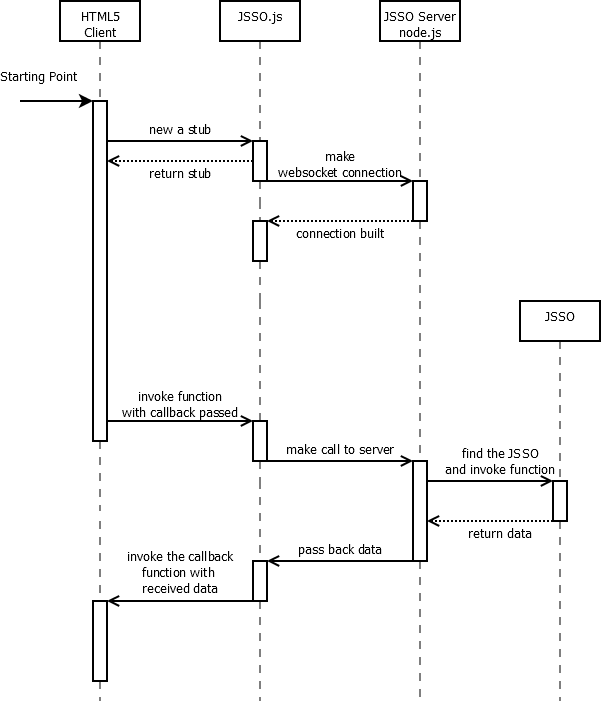 HTML5
Client
JSSO.js
JSSO Server
node.js
Starting Point
new a stub
return stub
make
websocket connection
connection built
JSSO
invoke function
with callback passed
make call to server
find the JSSO
and invoke function
return data
pass back data
invoke the callback
function with
received data